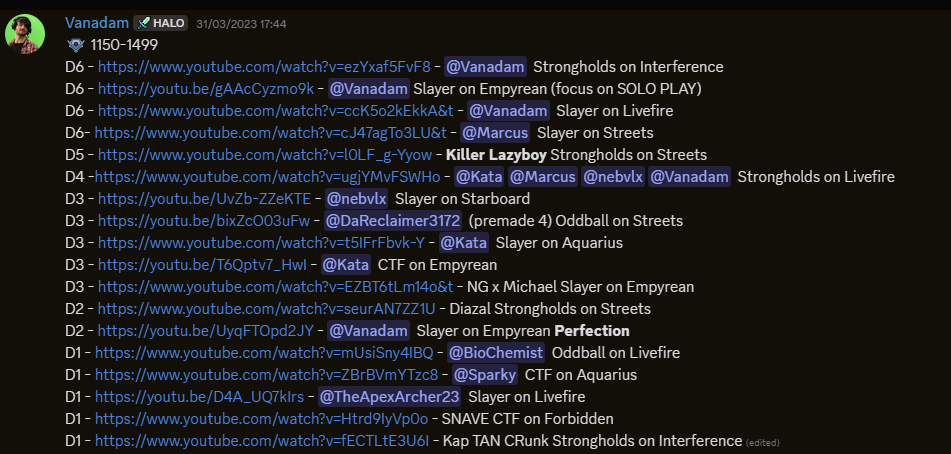 Vanadam HALO 31/03/2023 17:44
1150-1499
D6 - https://www.youtube.com/watch?v=ezYxaf5FvF8 - @Vanadam Strongholds on Interference
D6 - https://youtu.be/gAAcCyzmo9k - @Vanadam Slayer on Empyrean (focus on SOLO PLAY)
D6 - https://www.youtube.com/watch?v=ccK5o2kEkkA&t - @Vanadam Slayer on Livefire
D6- https://www.youtube.com/watch?v=cJ47agTo3LU&t - @Marcus Slayer on Streets
D5 - https://www.youtube.com/watch?v=l0LF_g-Yyow - Killer Lazyboy Strongholds on Streets
D4 -https://www.youtube.com/watch?v=ugjYMvFSWHo - @Kata @Marcus @nebvlx @Vanadam Strongholds on Livefire
D3 - https://youtu.be/UvZb-ZZeKTE - @nebvlx Slayer on Starboard
D3 - https://youtu.be/bixZcO03uFw - @DaReclaimer3172 (premade 4) Oddball on Streets
D3 - https://www.youtube.com/watch?v=t5IFrFbvk-Y - @Kata Slayer on Aquarius
D3 - https://youtu.be/T6Qptv7_HwI - @Kata CTF on Empyrean
D3 - https://www.youtube.com/watch?v=EZBT6tLm14o&t - NG x Michael Slayer on Empyrean
D2 - https://www.youtube.com/watch?v=seurAN7ZZ1U - Diazal Strongholds on Streets
D2 - https://youtu.be/UyqFTOpd2JY - @Vanadam Slayer on Empyrean Perfection
D1 - https://www.youtube.com/watch?v=mUsiSny4IBQ - @BioChemist Oddball on Livefire
D1 - https://www.youtube.com/watch?v=ZBrBVmYTzc8 - @Sparky CTF on Aquarius
D1 - https://youtu.be/D4A_UQ7kIrs - @TheApexArcher23 Slayer on Livefire
D1 - https://www.youtube.com/watch?v=Htrd9IyVp0o - SNAVE CTF on Forbidden
D1 - https://www.youtube.com/watch?v=fECTLtE3U6I - Kap TAN CRunk Strongholds on Interference (edited)